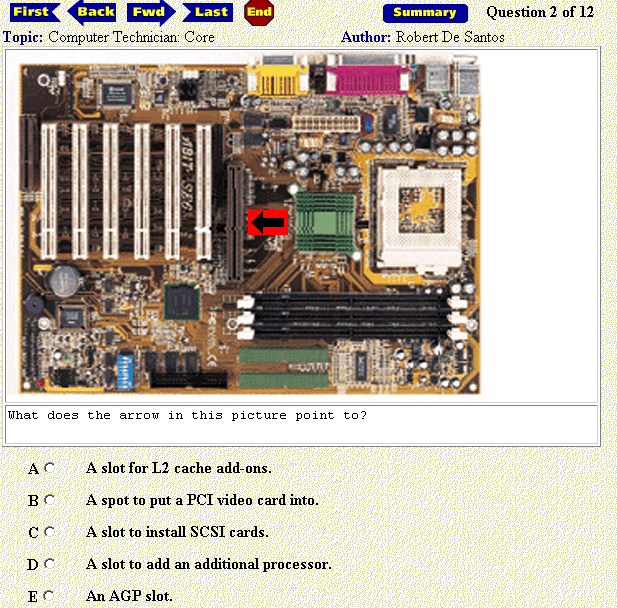 First Back Fwd Last End Summary Question 2 of 12
Topic: Computer Technician: Core Author: Robert De Santos
ABIT
What does the arrow in this picture point to?
A A slot for L2 cache add-ons.
B A spot to put a PCI video card into.
C A slot to install SCSI cards.
D A slot to add an additional processor.
E An AGP slot.